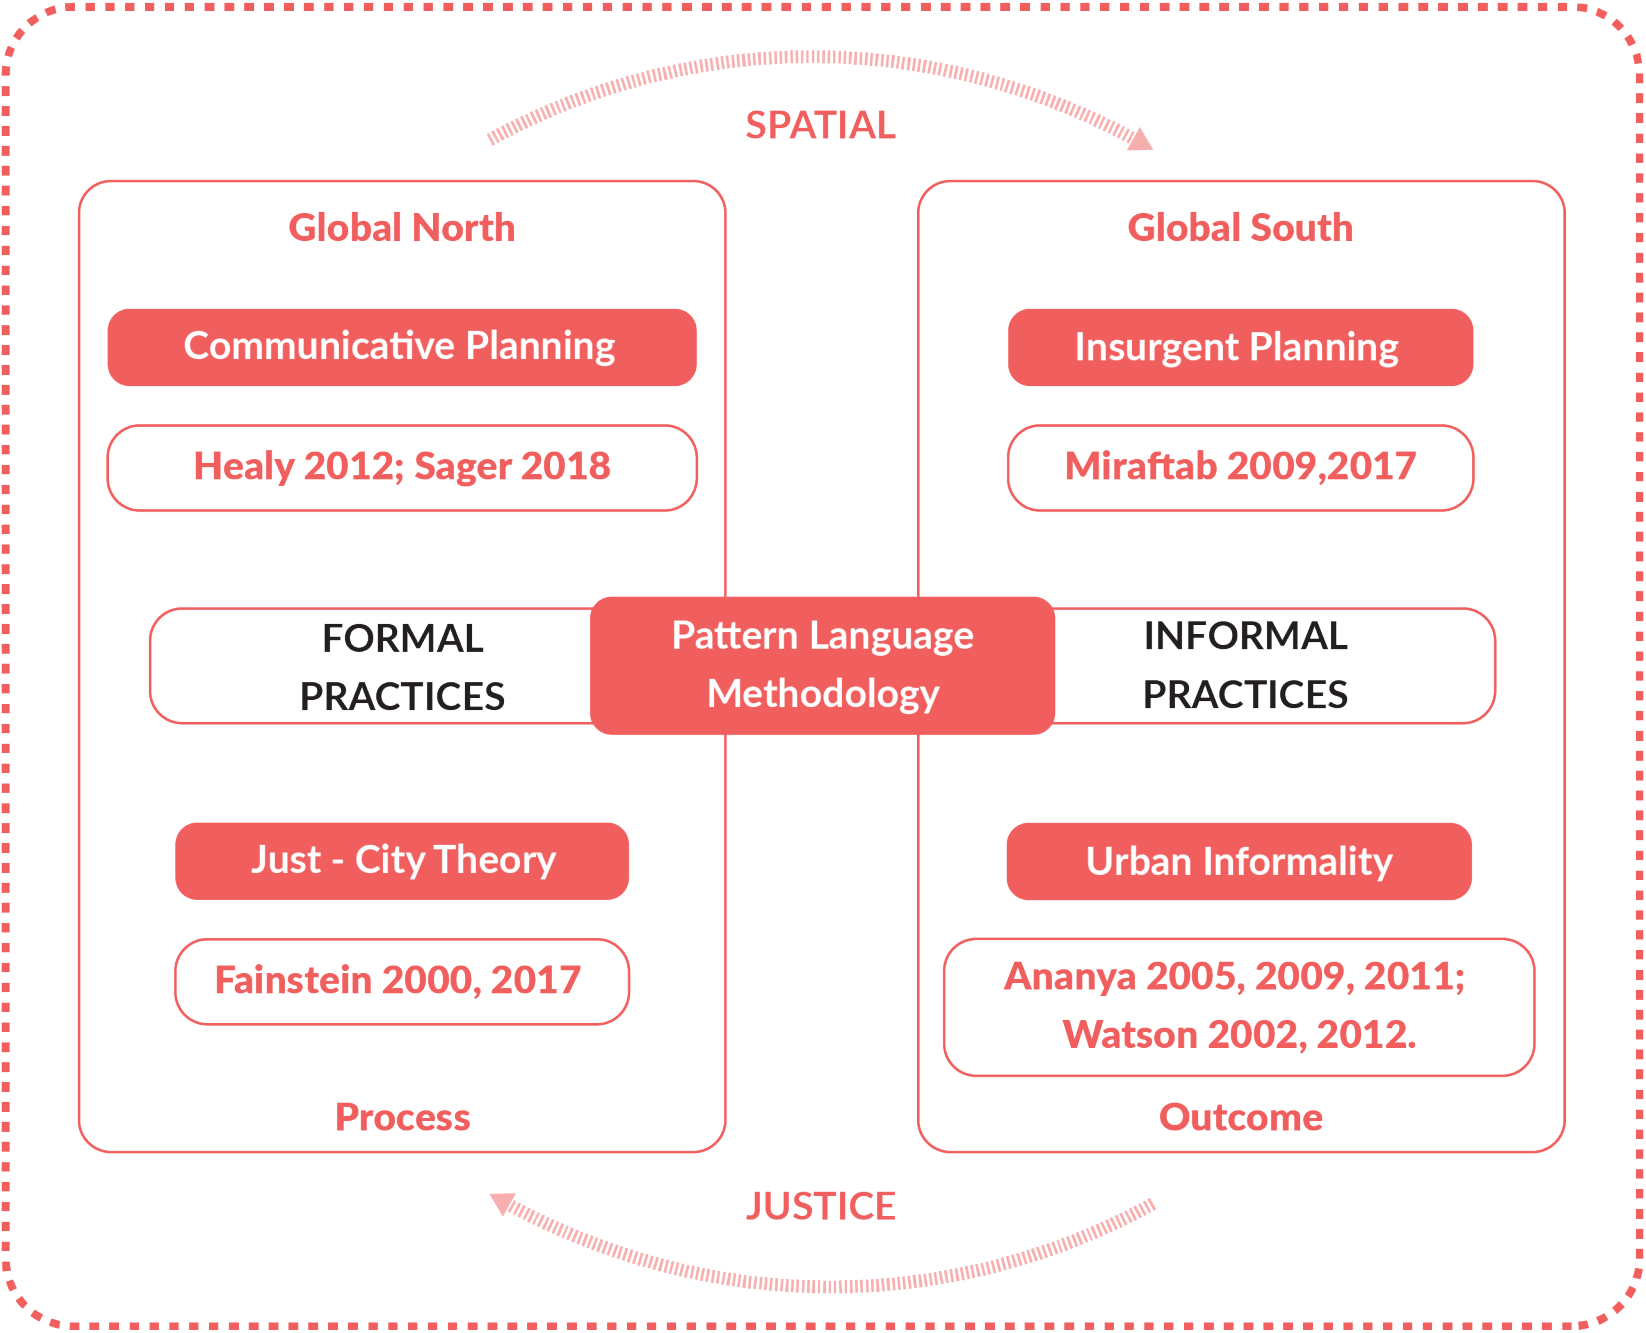 SPATIAL
Global North
Communicative Planning
Healy 2012; Sager 2018
FORMAL
PRACTICES
Just - City Theory
Fainstein 2000, 2017
Process
Pattern Language
Methodology
Global South
Insurgent Planning
Miraftab 2009,2017
INFORMAL
PRACTICES
Urban Informality
Ananya 2005, 2009, 2011;
Watson 2002, 2012.
Outcome
JUSTICE